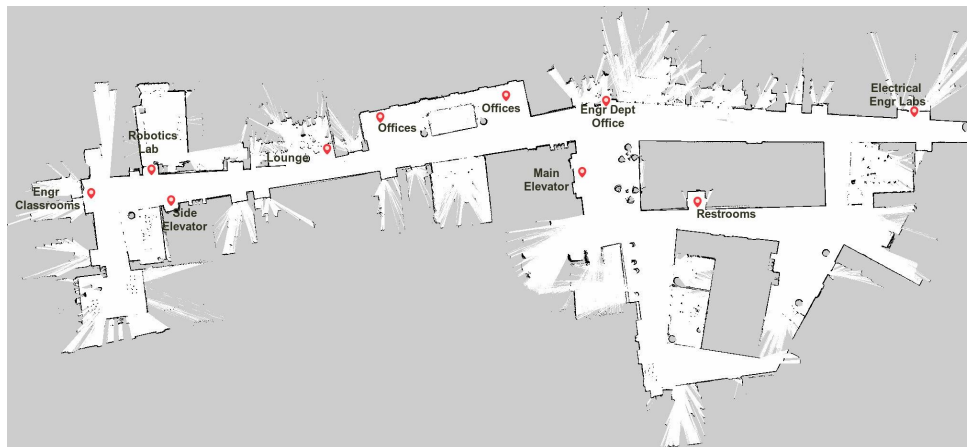 Electrical
Engr Labs
Offices
Engr Dept
Office
Offices
Robotics
Lab
Lounge
Main
Elevator
Engr
Classrooms
Side
Elevator
Restrooms